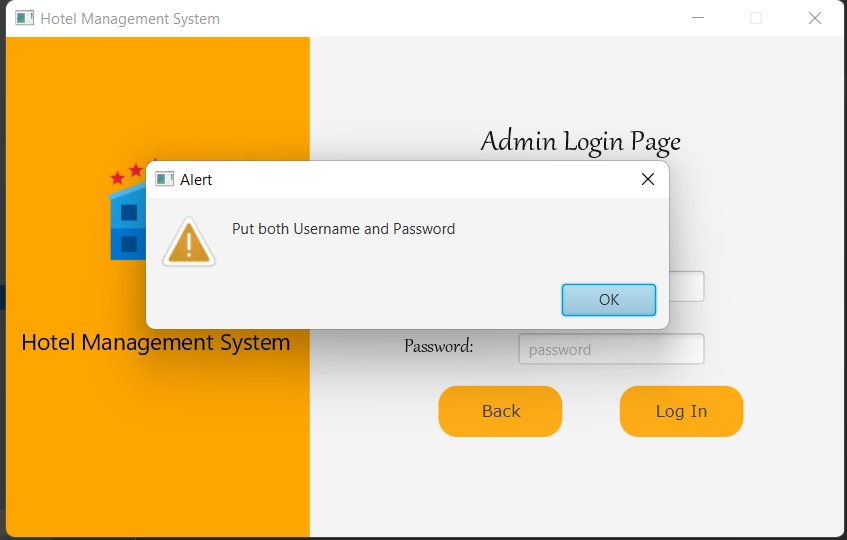 Hotel Management System
Admin Login Page
Alert
Put both Username and Password
OK
Hotel Management System
Password:
password
Back
Log In